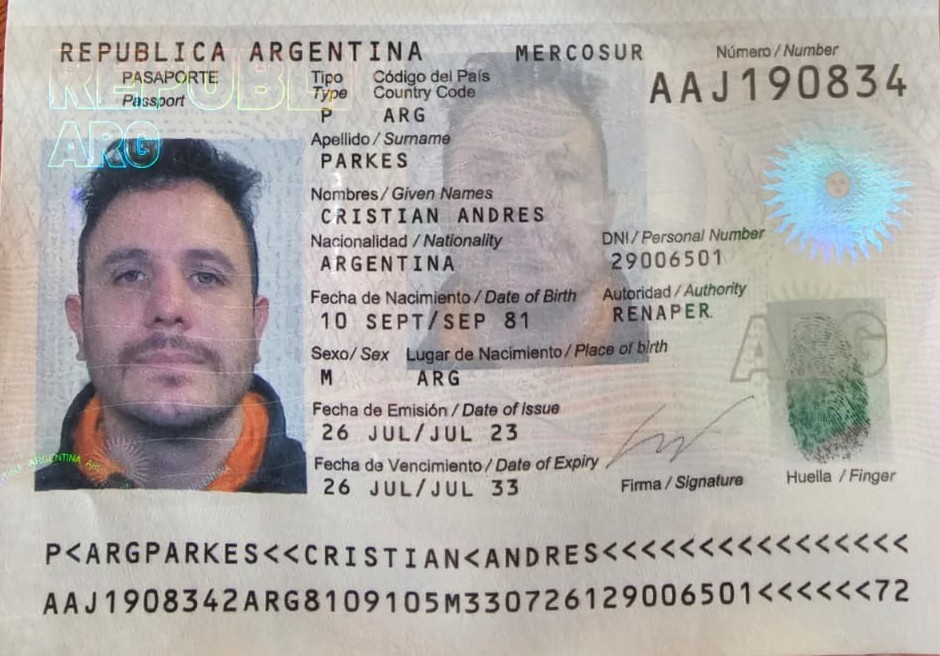 REPUBLICA ARGENTINA MERCOSUR Número / Number
PASAPORTE Tipo Código del País AAJ190834
Passport Type Country Code
P ARG
Apellido / Surname
PARKES
Nombres / Given Names
CRISTIAN ANDRES
Nacionalidad / Nationality DNI / Personal Number
ARGENTINA 29006501
Fecha de Nacimiento / Date of Birth Autoridad / Authority
10 SEPT/SEP 81 RENAPER
Sexo / Sex Lugar de Nacimiento / Place of birth
M ARG
Fecha de Emisión / Date of issue
26 JUL/JUL 23
Fecha de Vencimiento / Date of Expiry
26 JUL/JUL 33
Firma / Signature Huella / Finger
REPUBLI
ARG
ARG
ARGENTINA
P<ARGPARKES<<CRISTIAN<ANDRES<<<<<<<<<<<<<<<<
AAJ1908342ARG8109105M330726129006501<<<<<<72